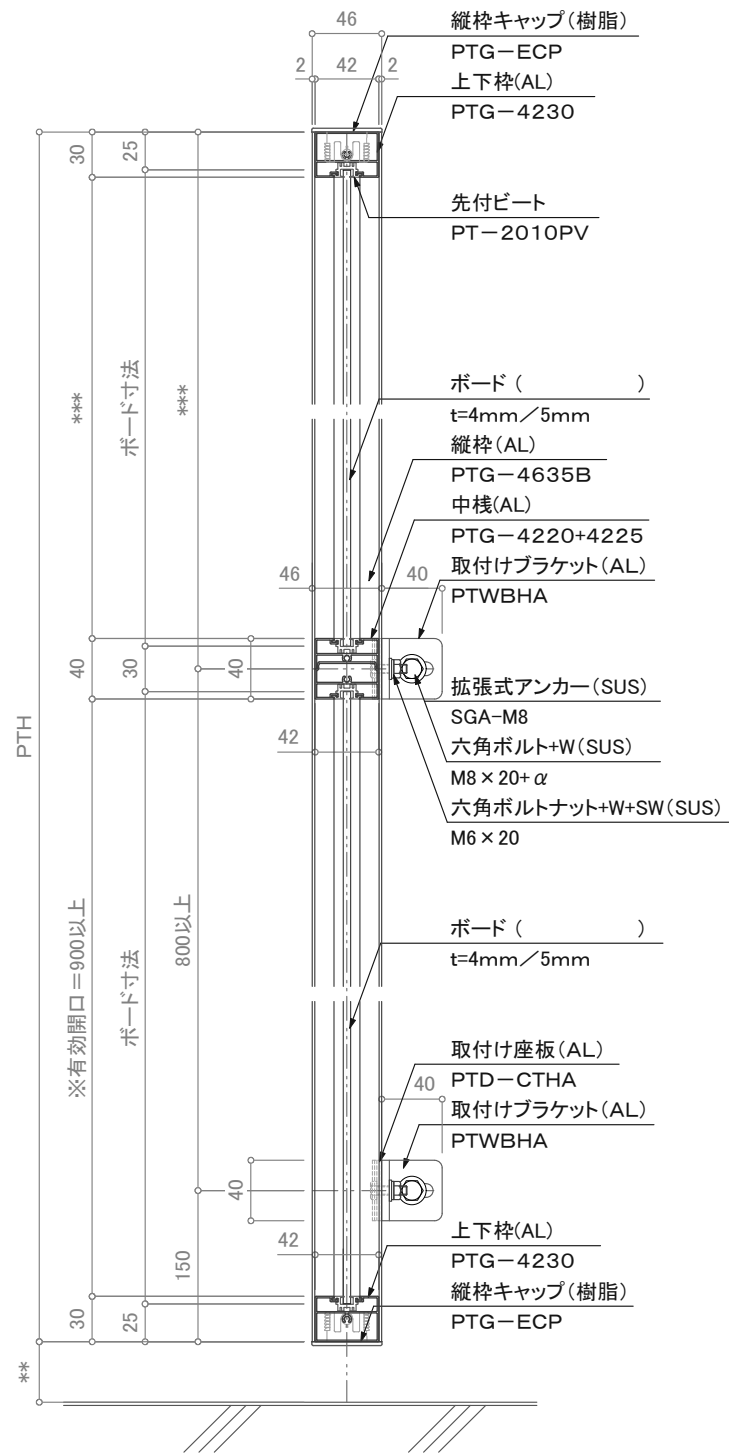 46
2 42 2
縦枠キャップ(樹脂)
PTG-ECP
上下枠(AL)
PTG-4230
30
25
先付ビート
PT-2010PV
***
ボード寸法
***
ボード (　　　　　)
t=4mm/5mm
縦枠(AL)
PTG-4635B
中桟(AL)
PTG-4220+4225
46
40
取付けブラケット(AL)
PTWBHA
40
30
40
拡張式アンカー(SUS)
SGA-M8
42
六角ボルト+W(SUS)
M8×20+α
六角ボルトナット+W+SW(SUS)
M6×20
PTH
※有効開口=900以上
ボード寸法
800以上
ボード (　　　　　)
t=4mm/5mm
取付け座板(AL)
PTD-CTHA
40
取付けブラケット(AL)
PTWBHA
40
42
150
上下枠(AL)
PTG-4230
縦枠キャップ(樹脂)
PTG-ECP
30
25
**